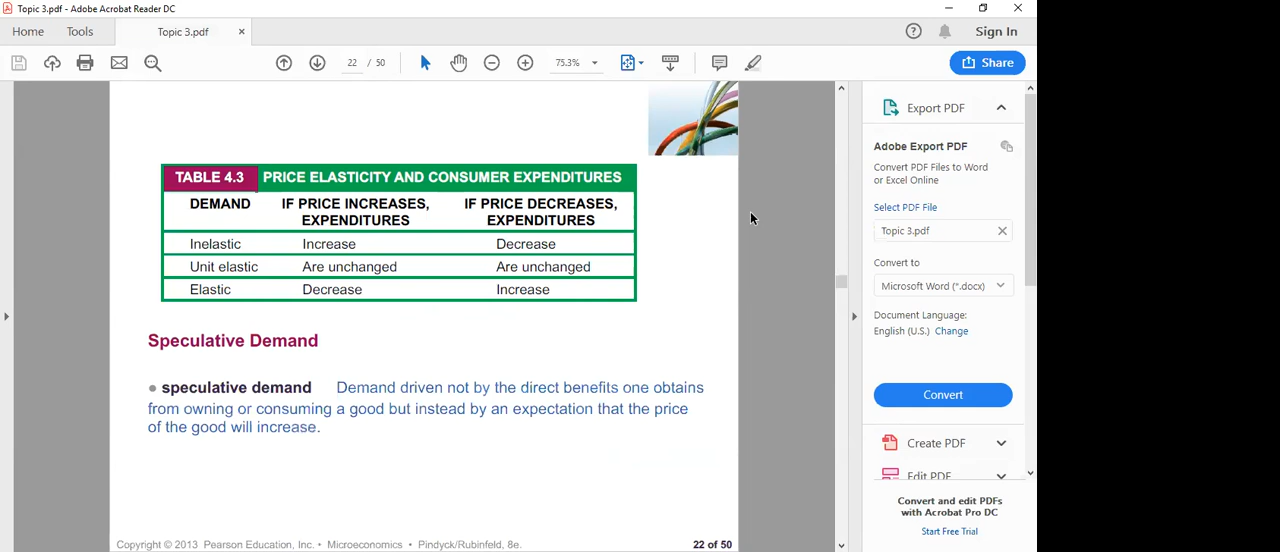 Topic 3.pdf - Adobe Acrobat Reader DC
Home Tools Topic 3.pdf × Sign In
22 / 50 75.3% Share
TABLE 4.3 PRICE ELASTICITY AND CONSUMER EXPENDITURES
DEMAND IF PRICE INCREASES, IF PRICE DECREASES,
EXPENDITURES EXPENDITURES
Inelastic Increase Decrease
Unit elastic Are unchanged Are unchanged
Elastic Decrease Increase
Speculative Demand
● speculative demand Demand driven not by the direct benefits one obtains
from owning or consuming a good but instead by an expectation that the price
of the good will increase.
Copyright © 2013 Pearson Education, Inc. • Microeconomics • Pindyck/Rubinfeld, 8e. 22 of 50
Export PDF
Adobe Export PDF
Convert PDF Files to Word
or Excel Online
Select PDF File
Topic 3.pdf
Convert to
Microsoft Word (*.docx)
Document Language:
English (U.S.) Change
Convert
Create PDF
Edit PDF
Convert and edit PDFs
with Acrobat Pro DC
Start Free Trial